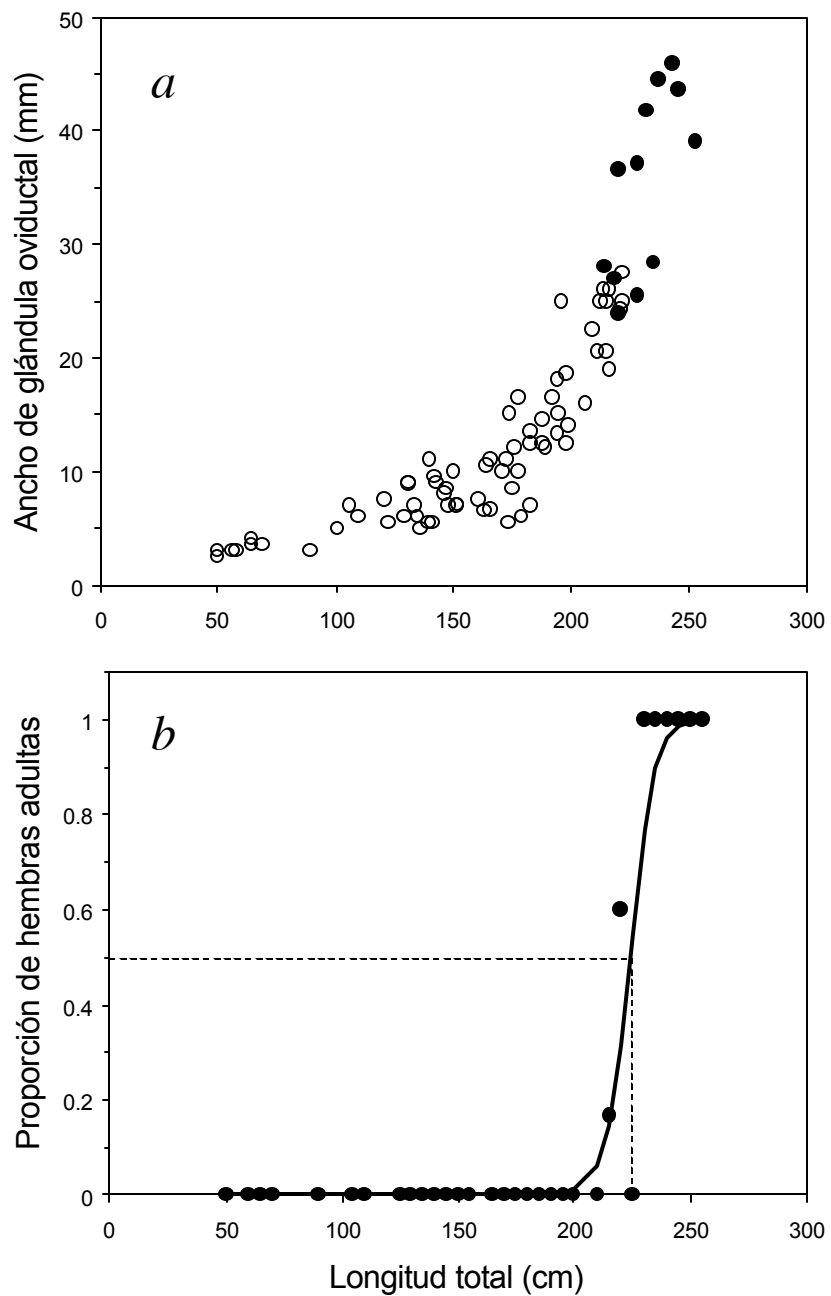 a
Ancho de glándula oviductal (mm)
50
40
30
20
10
0
0 50 100 150 200 250 300
b
Proporción de hembras adultas
1
0.8
0.6
0.4
0.2
0
0 50 100 150 200 250 300
Longitud total (cm)